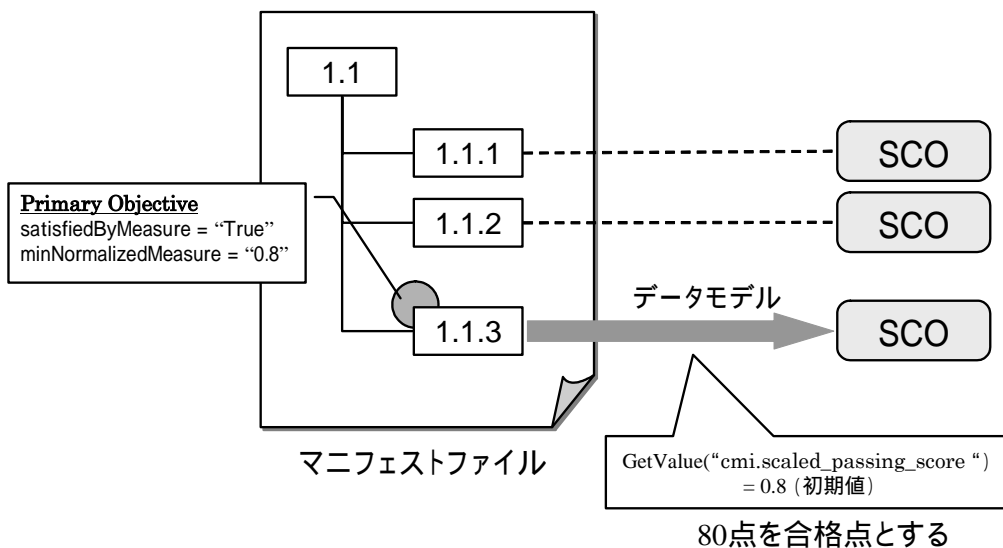 1.1
1.1.1
SCO
Primary Objective
satisfiedByMeasure = “True”
minNormalizedMeasure = “0.8”
1.1.2
SCO
データモデル
1.1.3
SCO
マニフェストファイル
GetValue(“cmi.scaled_passing_score “)
= 0.8 (初期値)
80点を合格点とする